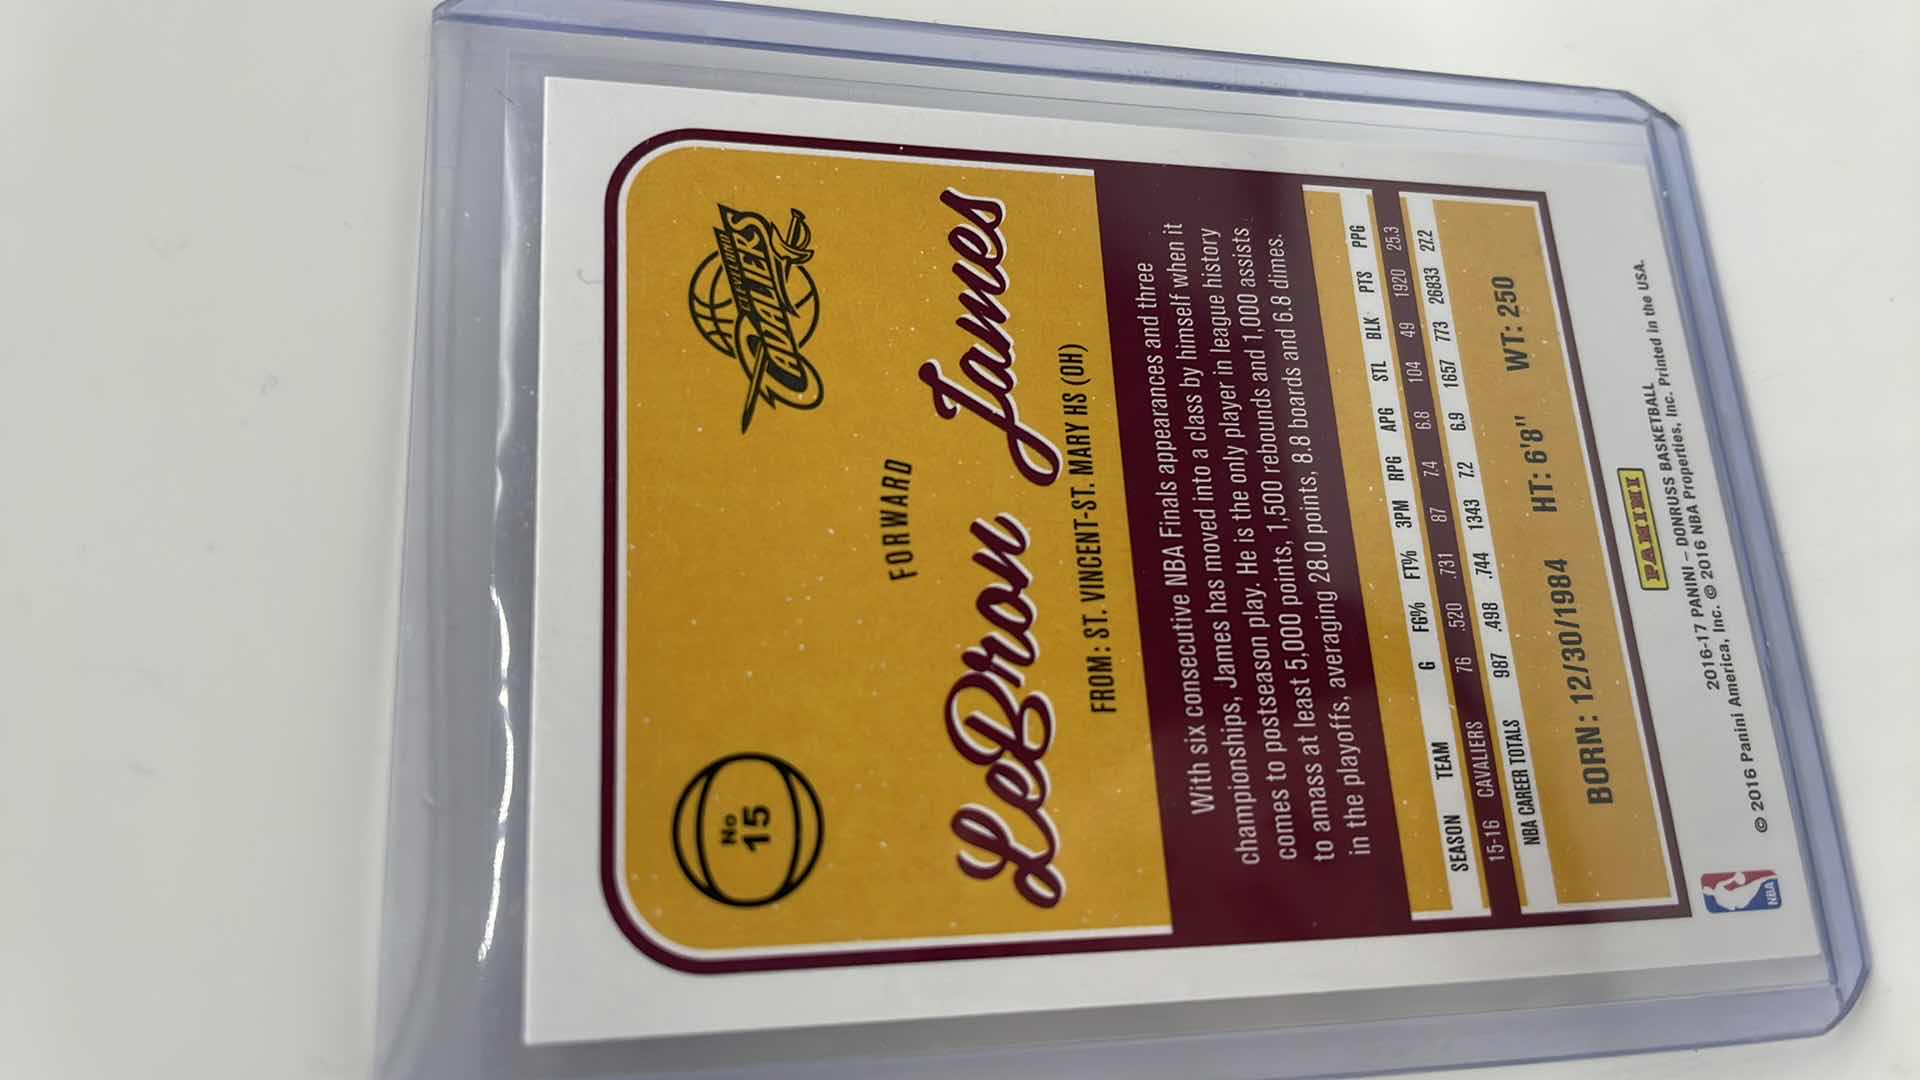 No
15
CLEVELAND
CAVALIERS
FORWARD
LeBron James
FROM: ST. VINCENT-ST. MARY HS (OH)
With six consecutive NBA Finals appearances and three
championships, James has moved into a class by himself when it
comes to postseason play. He is the only player in league history
to amass at least 5,000 points, 1,500 rebounds and 1,000 assists
in the playoffs, averaging 28.0 points, 8.8 boards and 6.8 dimes.
SEASON TEAM G FG% FT% 3PM RPG APG STL BLK PTS PPG
15-16 CAVALIERS 76 .520 .731 87 7.4 6.8 104 49 1920 25.3
NBA CAREER TOTALS 987 .498 .744 1343 7.2 6.9 1657 773 26833 27.2
BORN: 12/30/1984 HT: 6'8" WT: 250
PANINI
2016-17 PANINI – DONRUSS BASKETBALL
© 2016 Panini America, Inc. © 2016 NBA Properties, Inc. Printed in the USA.
NBA